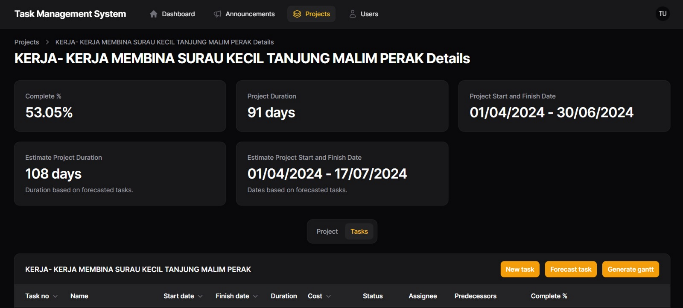 Task Management System
Dashboard
Announcements
Projects
Users
TU
Projects > KERJA- KERJA MEMBINA SURAU KECIL TANJUNG MALIM PERAK Details
KERJA- KERJA MEMBINA SURAU KECIL TANJUNG MALIM PERAK Details
Complete %
53.05%
Project Duration
91 days
Project Start and Finish Date
01/04/2024 - 30/06/2024
Estimate Project Duration
108 days
Duration based on forecasted tasks.
Estimate Project Start and Finish Date
01/04/2024 - 17/07/2024
Dates based on forecasted tasks.
Project
Tasks
KERJA- KERJA MEMBINA SURAU KECIL TANJUNG MALIM PERAK
New task
Forecast task
Generate gantt
Task no
Name
Start date
Finish date
Duration
Cost
Status
Assignee
Predecessors
Complete %